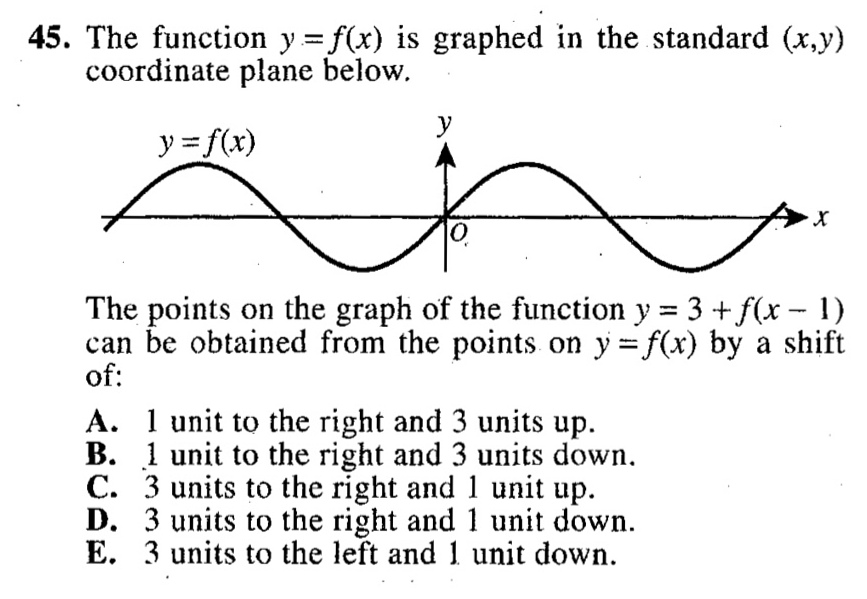 45. The function y = f(x) is graphed in the standard (x,y)
coordinate plane below.
y
y = f(x)
x
O
The points on the graph of the function y = 3 + f(x – 1)
can be obtained from the points on y = f(x) by a shift
of:
A. 1 unit to the right and 3 units up.
B. 1 unit to the right and 3 units down.
C. 3 units to the right and 1 unit up.
D. 3 units to the right and 1 unit down.
E. 3 units to the left and 1 unit down.